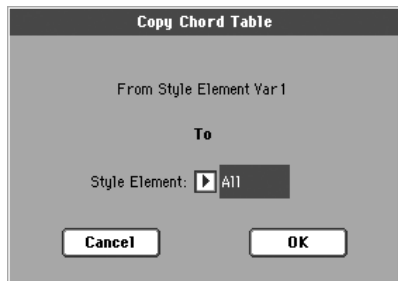 Copy Chord Table
From Style Element Var1
To
Style Element: All
Cancel OK